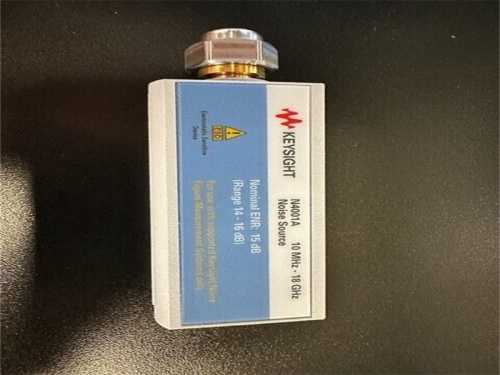 KEYSIGHT
N4001A 10 MHz - 18 GHz
Noise Source
Nominal ENR: 15 dB
(Range 14 - 16 dB)
ESD
Electrostatic Sensitive
Device
For use with supported Keysight Noise
Figure Measurement Systems only